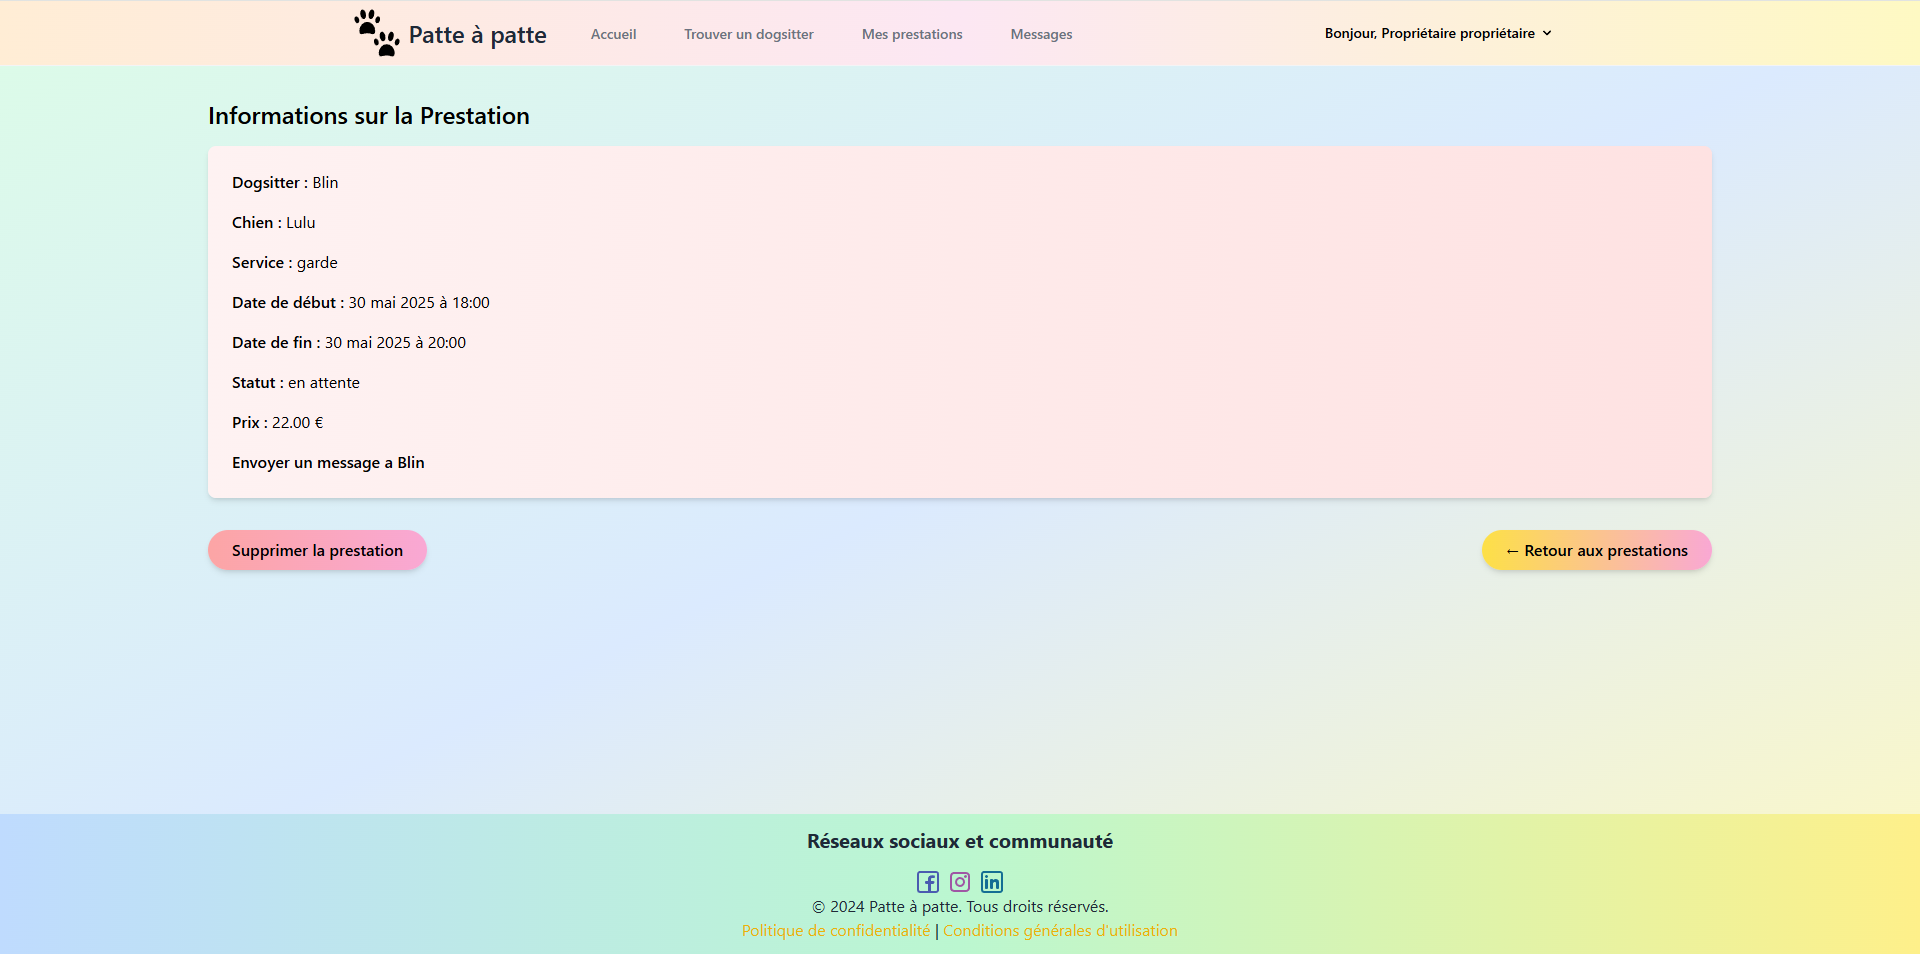 Patte à patte
Accueil
Trouver un dogsitter
Mes prestations
Messages
Bonjour, Propriétaire propriétaire
Informations sur la Prestation
Dogsitter : Blin
Chien : Lulu
Service : garde
Date de début : 30 mai 2025 à 18:00
Date de fin : 30 mai 2025 à 20:00
Statut : en attente
Prix : 22.00 €
Envoyer un message a Blin
Supprimer la prestation
← Retour aux prestations
Réseaux sociaux et communauté
© 2024 Patte à patte. Tous droits réservés.
Politique de confidentialité | Conditions générales d'utilisation